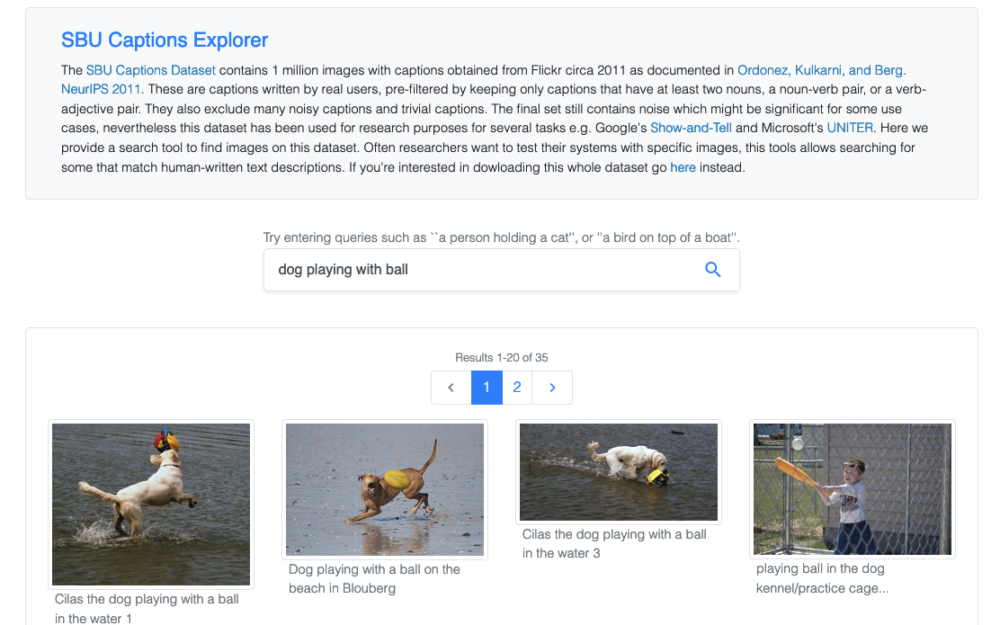 SBU Captions Explorer
The SBU Captions Dataset contains 1 million images with captions obtained from Flickr circa 2011 as documented in Ordonez, Kulkarni, and Berg.
NeurIPS 2011. These are captions written by real users, pre-filtered by keeping only captions that have at least two nouns, a noun-verb pair, or a verb-
adjective pair. They also exclude many noisy captions and trivial captions. The final set still contains noise which might be significant for some use
cases, nevertheless this dataset has been used for research purposes for several tasks e.g. Google's Show-and-Tell and Microsoft's UNITER. Here we
provide a search tool to find images on this dataset. Often researchers want to test their systems with specific images, this tools allows searching for
some that match human-written text descriptions. If you're interested in dowloading this whole dataset go here instead.
Try entering queries such as ``a person holding a cat'', or ''a bird on top of a boat''.
dog playing with ball
Results 1-20 of 35
‹ 1 2 ›
Cilas the dog playing with a ball
in the water 1
Dog playing with a ball on the
beach in Blouberg
Cilas the dog playing with a ball
in the water 3
playing ball in the dog
kennel/practice cage...